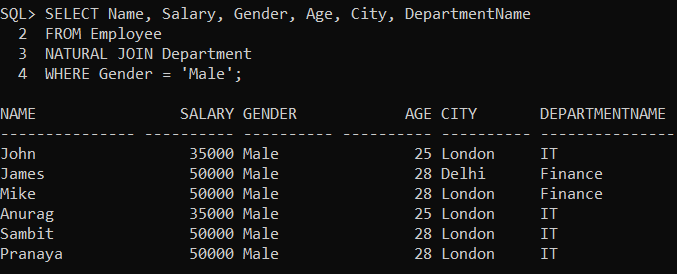 SQL> SELECT Name, Salary, Gender, Age, City, DepartmentName
  2  FROM Employee
  3  NATURAL JOIN Department
  4  WHERE Gender = 'Male';

NAME                SALARY GENDER            AGE CITY       DEPARTMENTNAME
--------------- ---------- ---------- ---------- ---------- ---------------
John                 35000 Male               25 London     IT
James                50000 Male               28 Delhi      Finance
Mike                 50000 Male               28 London     Finance
Anurag               35000 Male               25 London     IT
Sambit               50000 Male               28 London     IT
Pranaya              50000 Male               28 London     IT